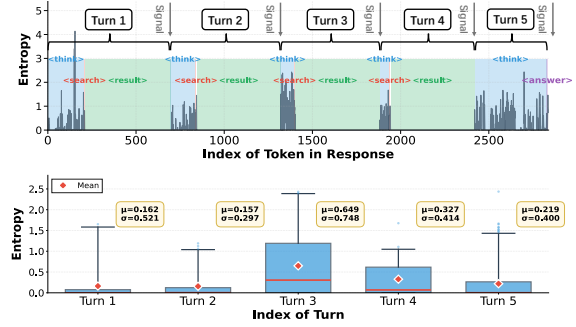 Turn 1 Signal Turn 2 Signal Turn 3 Signal Turn 4 Signal Turn 5 Signal
Entropy
5
4
3
2
1
0
<think> <think> <think> <think> <think>
<search> <result> <search> <result> <search> <result> <search> <result> <answer>
0 500 1000 1500 2000 2500
Index of Token in Response
Entropy
2.5
2.0
1.5
1.0
0.5
0.0
Mean
μ=0.162
σ=0.521
μ=0.157
σ=0.297
μ=0.649
σ=0.748
μ=0.327
σ=0.414
μ=0.219
σ=0.400
Turn 1 Turn 2 Turn 3 Turn 4 Turn 5
Index of Turn